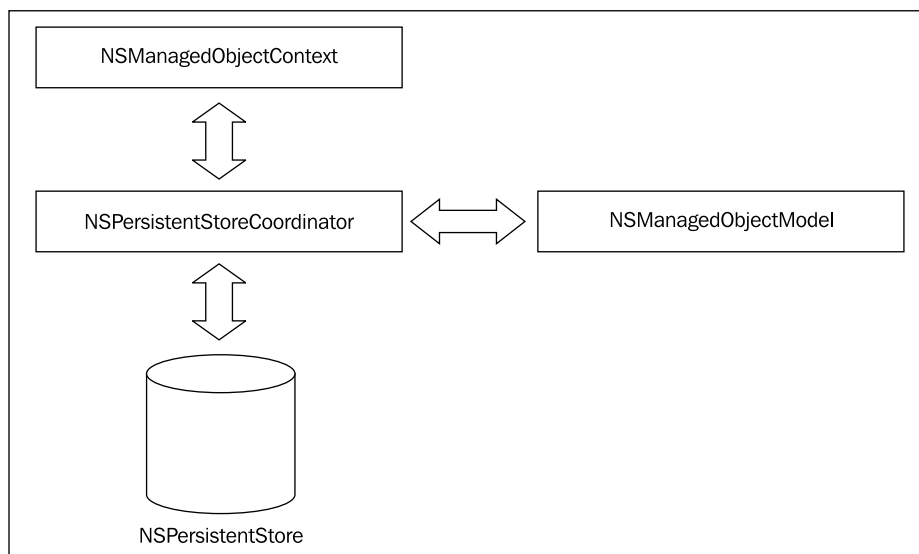 NSManagedObjectContext
NSPersistentStoreCoordinator
NSManagedObjectModel
NSPersistentStore